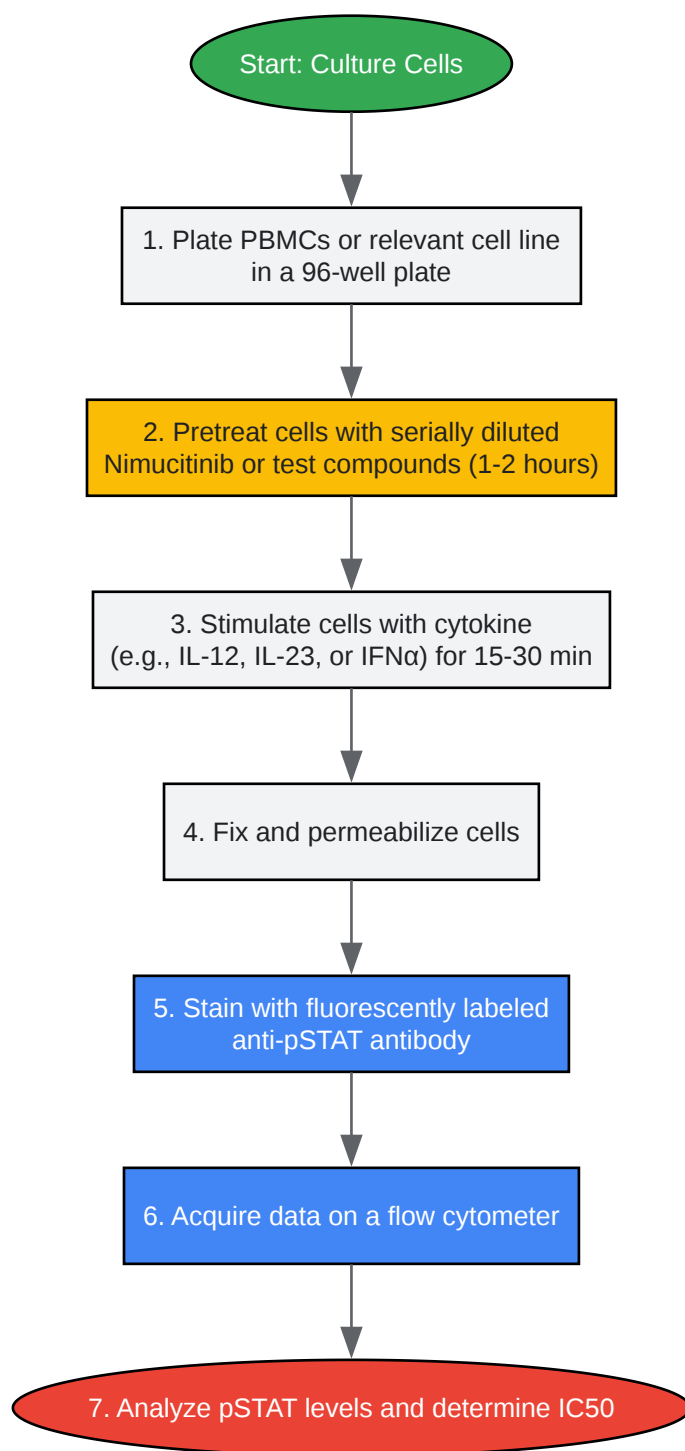 Start: Culture Cells
1. Plate PBMCs or relevant cell line
in a 96-well plate
2. Pretreat cells with serially diluted
Nimucitinib or test compounds (1-2 hours)
3. Stimulate cells with cytokine
(e.g., IL-12, IL-23, or IFNα) for 15-30 min
4. Fix and permeabilize cells
5. Stain with fluorescently labeled
anti-pSTAT antibody
6. Acquire data on a flow cytometer
7. Analyze pSTAT levels and determine IC50